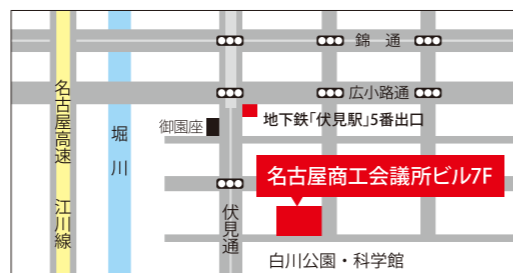 錦通
広小路通
名古屋高速
江川線
堀川
地下鉄「伏見駅」5番出口
御園座
名古屋商工会議所ビル7F
伏見通
白川公園・科学館